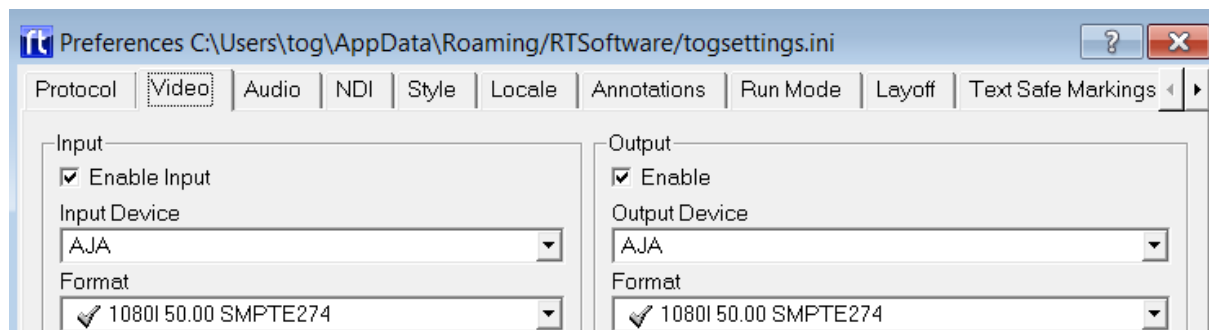 rt Preferences C:\Users\tog\AppData\Roaming/RTSoftware/togsettings.ini ?
Protocol Video Audio NDI Style Locale Annotations Run Mode Layoff Text Safe Markings
Input
Enable Input
Input Device
AJA
Format
1080I 50.00 SMPTE274
Output
Enable
Output Device
AJA
Format
1080I 50.00 SMPTE274